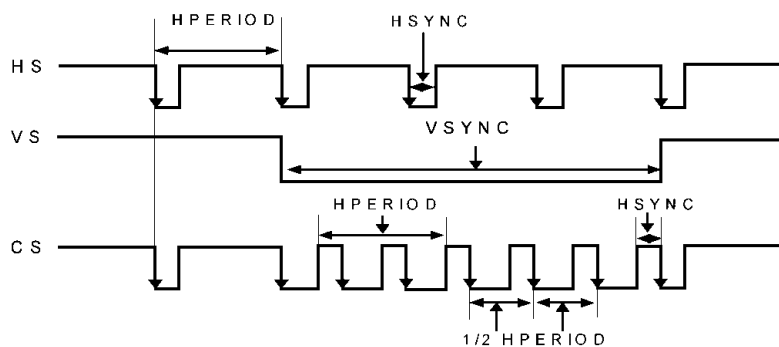 HPERIOD
HSYNC
HS
VS
VSYNC
HPERIOD
HSYNC
CS
1/2 HPERIOD